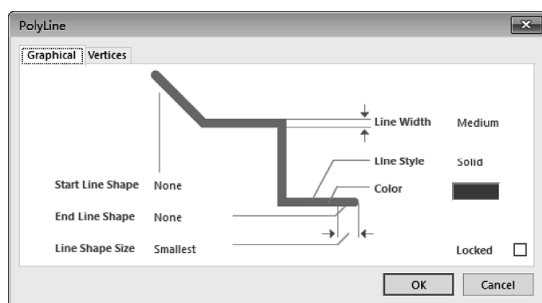 PolyLine
Graphical Vertices
Line Width Medium
Line Style Solid
Start Line Shape None
Color
End Line Shape None
Line Shape Size Smallest
Locked
OK Cancel